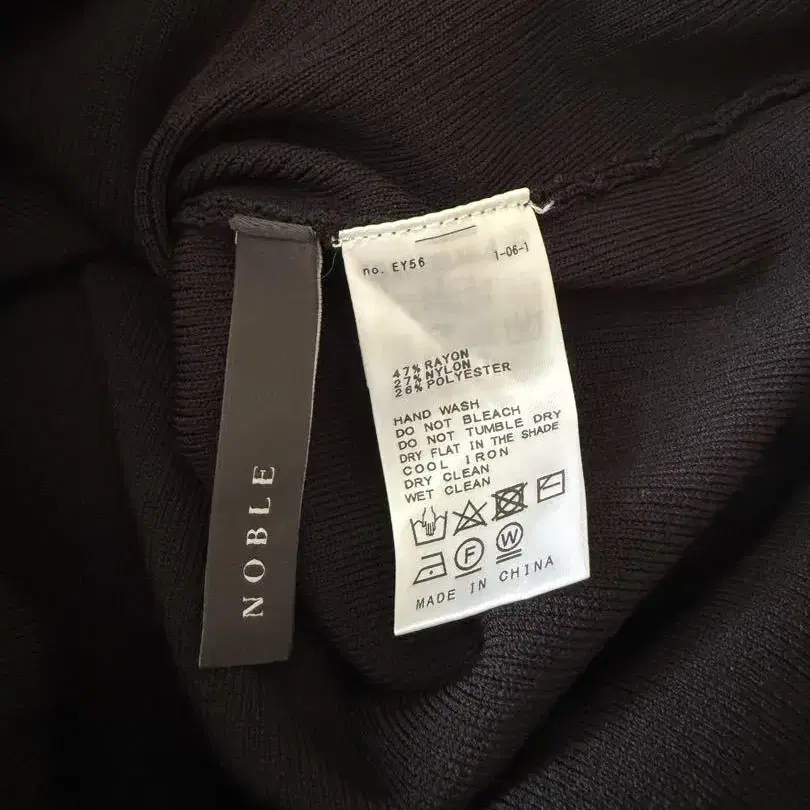 NOBLE
no. EY56 1-06-1
47% RAYON
27% NYLON
26% POLYESTER
HAND WASH
DO NOT BLEACH
DO NOT TUMBLE DRY
DRY FLAT IN THE SHADE
COOL IRON
DRY CLEAN
WET CLEAN
F W
MADE IN CHINA